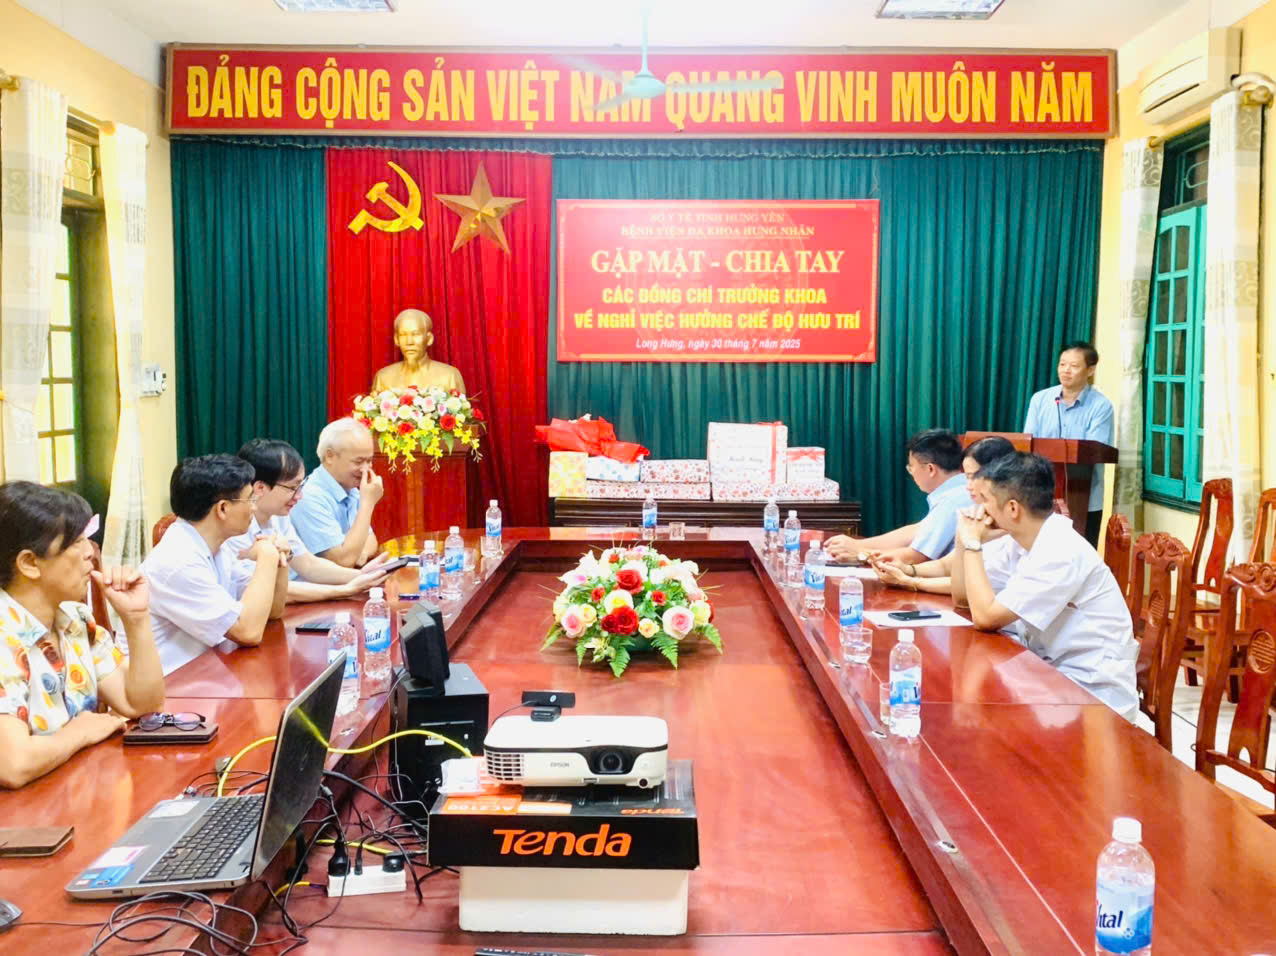 ĐẢNG CỘNG SẢN VIỆT NAM QUANG VINH MUÔN NĂM
SỞ Y TẾ TỈNH HƯNG YÊN
BỆNH VIỆN ĐA KHOA HƯNG NHÂN
GẶP MẶT - CHIA TAY
CÁC ĐỒNG CHÍ TRƯỞNG KHOA
VỀ NGHỈ VIỆC HƯỞNG CHẾ ĐỘ HƯU TRÍ
Long Hưng, ngày 30 tháng 7 năm 2025
EPSON
Tenda
Vital